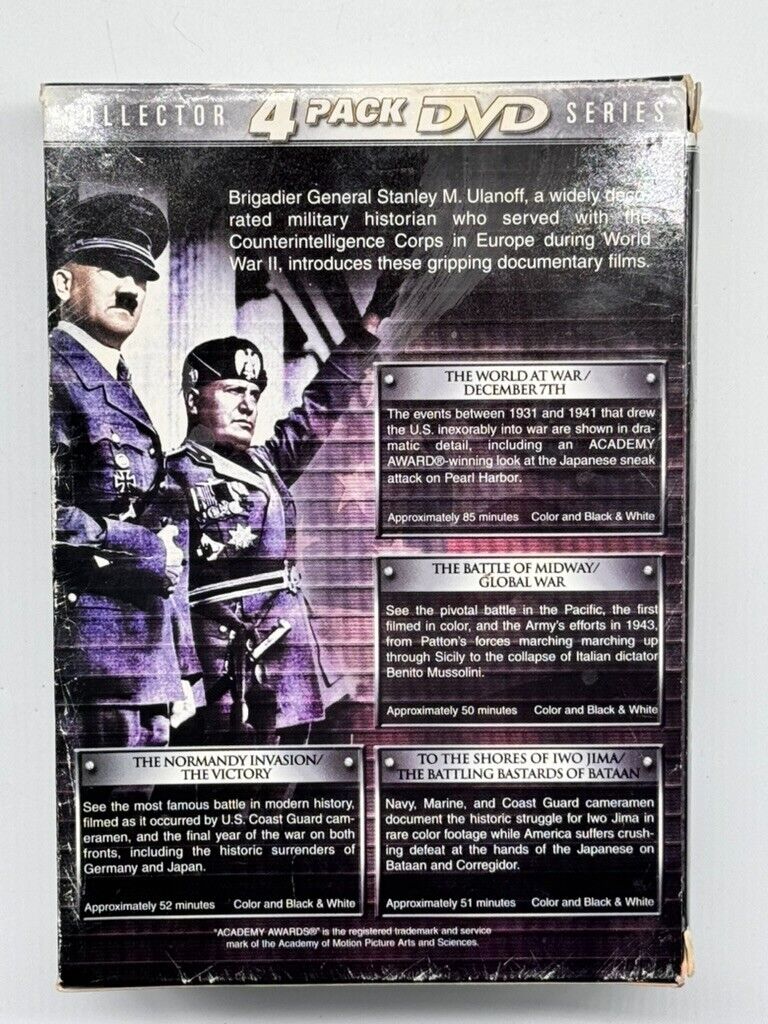 COLLECTOR 4 PACK DVD SERIES
Brigadier General Stanley M. Ulanoff, a widely deco-
rated military historian who served with the
Counterintelligence Corps in Europe during World
War II, introduces these gripping documentary films.
THE WORLD AT WAR/
DECEMBER 7TH
The events between 1931 and 1941 that drew
the U.S. inexorably into war are shown in dra-
matic detail, including an ACADEMY
AWARD®-winning look at the Japanese sneak
attack on Pearl Harbor.
Approximately 85 minutes Color and Black & White
THE BATTLE OF MIDWAY/
GLOBAL WAR
See the pivotal battle in the Pacific, the first
filmed in color, and the Army's efforts in 1943,
from Patton's forces marching marching up
through Sicily to the collapse of Italian dictator
Benito Mussolini.
Approximately 50 minutes Color and Black & White
THE NORMANDY INVASION/
THE VICTORY
See the most famous battle in modern history,
filmed as it occurred by U.S. Coast Guard cam-
eramen, and the final year of the war on both
fronts, including the historic surrenders of
Germany and Japan.
Approximately 52 minutes Color and Black & White
TO THE SHORES OF IWO JIMA/
THE BATTLING BASTARDS OF BATAAN
Navy, Marine, and Coast Guard cameramen
document the historic struggle for Iwo Jima in
rare color footage while America suffers crush-
ing defeat at the hands of the Japanese on
Bataan and Corregidor.
Approximately 51 minutes Color and Black & White
"ACADEMY AWARDS®" is the registered trademark and service
mark of the Academy of Motion Picture Arts and Sciences.